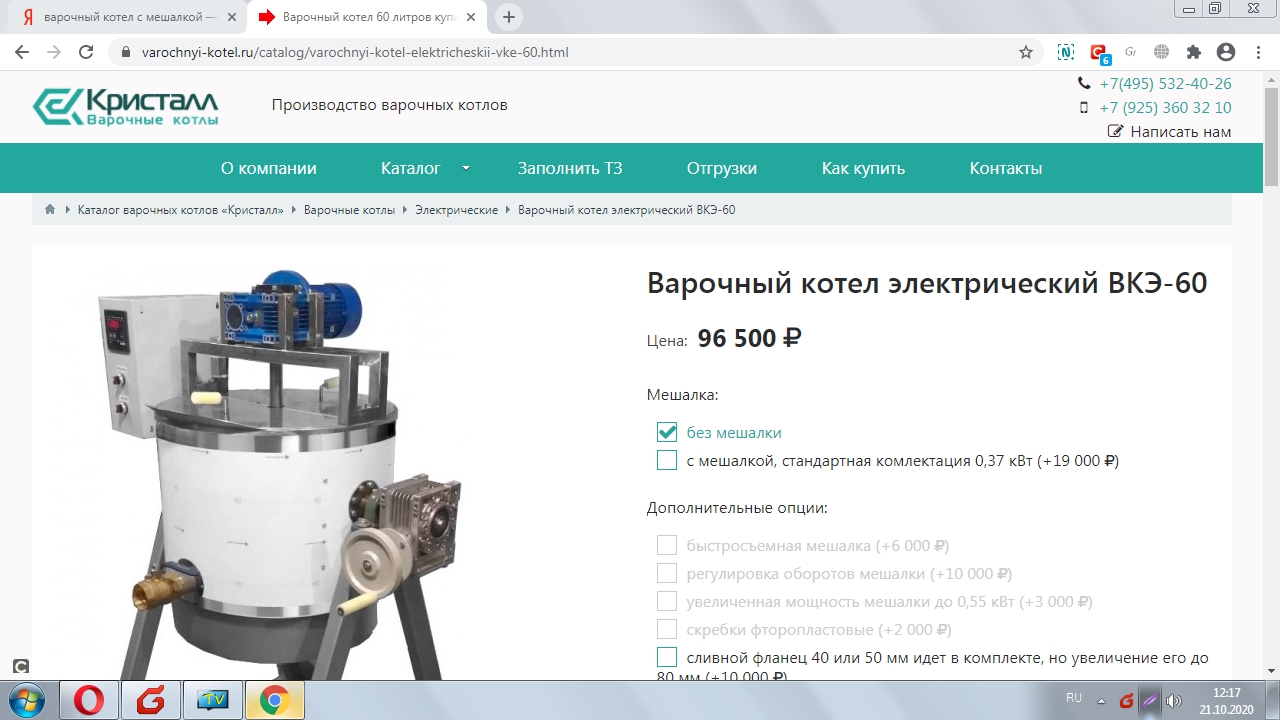 варочный котел с мешалкой —
Варочный котел 60 литров купи
varochnyi-kotel.ru/catalog/varochnyi-kotel-elektricheskii-vke-60.html
6
Кристалл
Варочные котлы
Производство варочных котлов
+7(495) 532-40-26
+7 (925) 360 32 10
Написать нам
О компании Каталог Заполнить ТЗ Отгрузки Как купить Контакты
Каталог варочных котлов «Кристалл» Варочные котлы Электрические Варочный котел электрический ВКЭ-60
Варочный котел электрический ВКЭ-60
Цена: 96 500 ₽
Мешалка:
без мешалки
с мешалкой, стандартная комлектация 0,37 кВт (+19 000 ₽)
Дополнительные опции:
быстросъемная мешалка (+6 000 ₽)
регулировка оборотов мешалки (+10 000 ₽)
увеличенная мощность мешалки до 0,55 кВт (+3 000 ₽)
скребки фторопластовые (+2 000 ₽)
сливной фланец 40 или 50 мм идет в комплекте, но увеличение его до
80 мм (+10 000 ₽)
TV
RU
12:17
21.10.2020